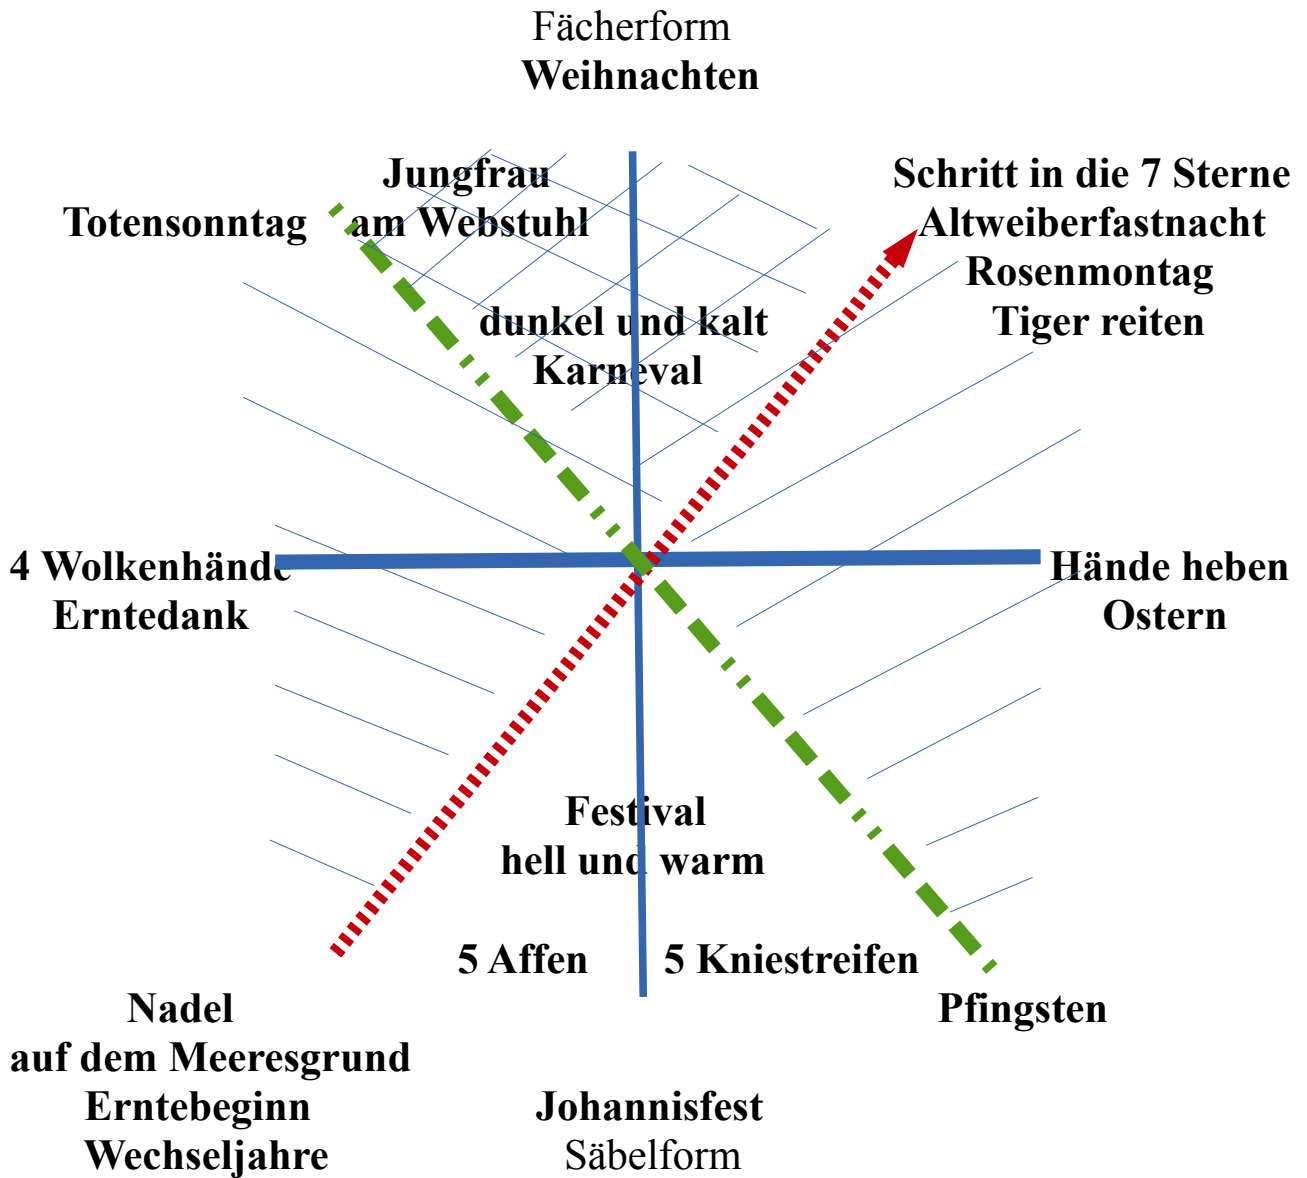 Fächerform
Weihnachten
Jungfrau
am Webstuhl
Totensonntag
Schritt in die 7 Sterne
Altweiberfastnacht
Rosenmontag
Tiger reiten
dunkel und kalt
Karneval
4 Wolkenhände
Erntedank
Hände heben
Ostern
Festival
hell und warm
5 Affen
5 Kniestreifen
Nadel
auf dem Meeresgrund
Erntebeginn
Wechseljahre
Pfingsten
Johannisfest
Säbelform